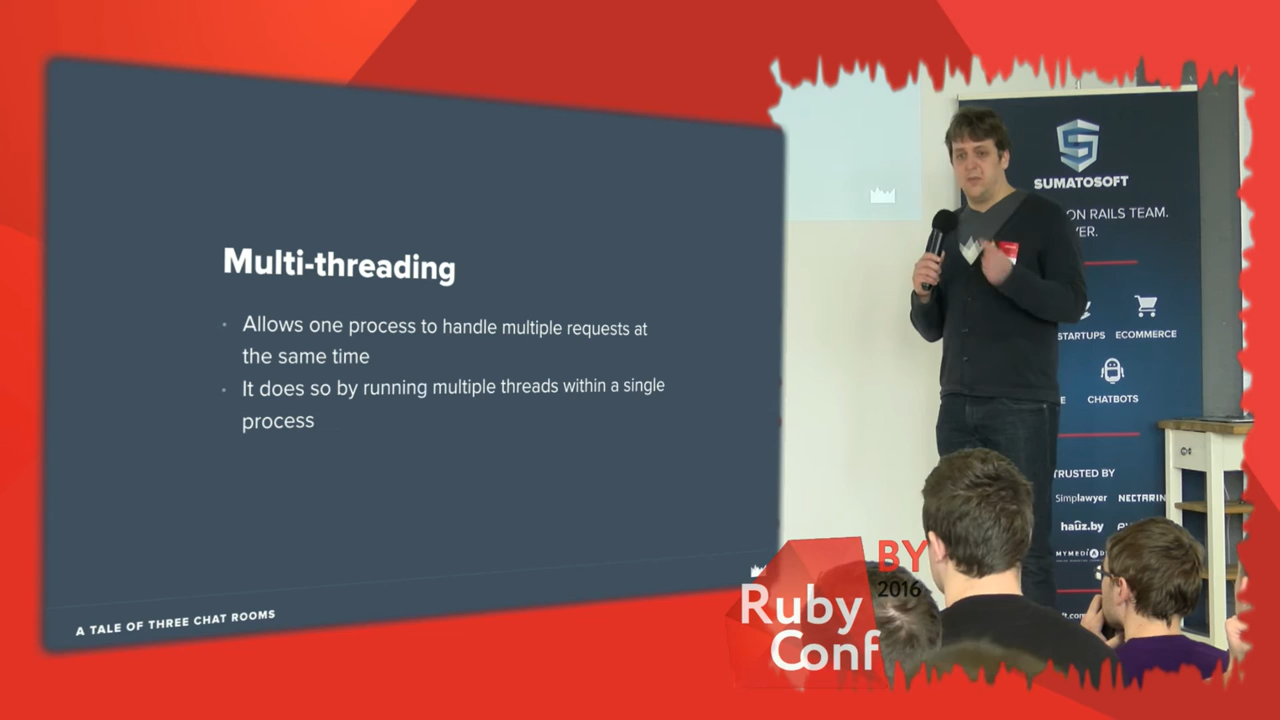 Multi-threading
• Allows one process to handle multiple requests at
the same time
• It does so by running multiple threads within a single
process
A TALE OF THREE CHAT ROOMS
SUMATOSOFT
ON RAILS TEAM.
VER.
STARTUPS ECOMMERCE
CHATBOTS
TRUSTED BY
Simplawyer NECTARIN
haüz.by
BY
2016
Ruby
Conf